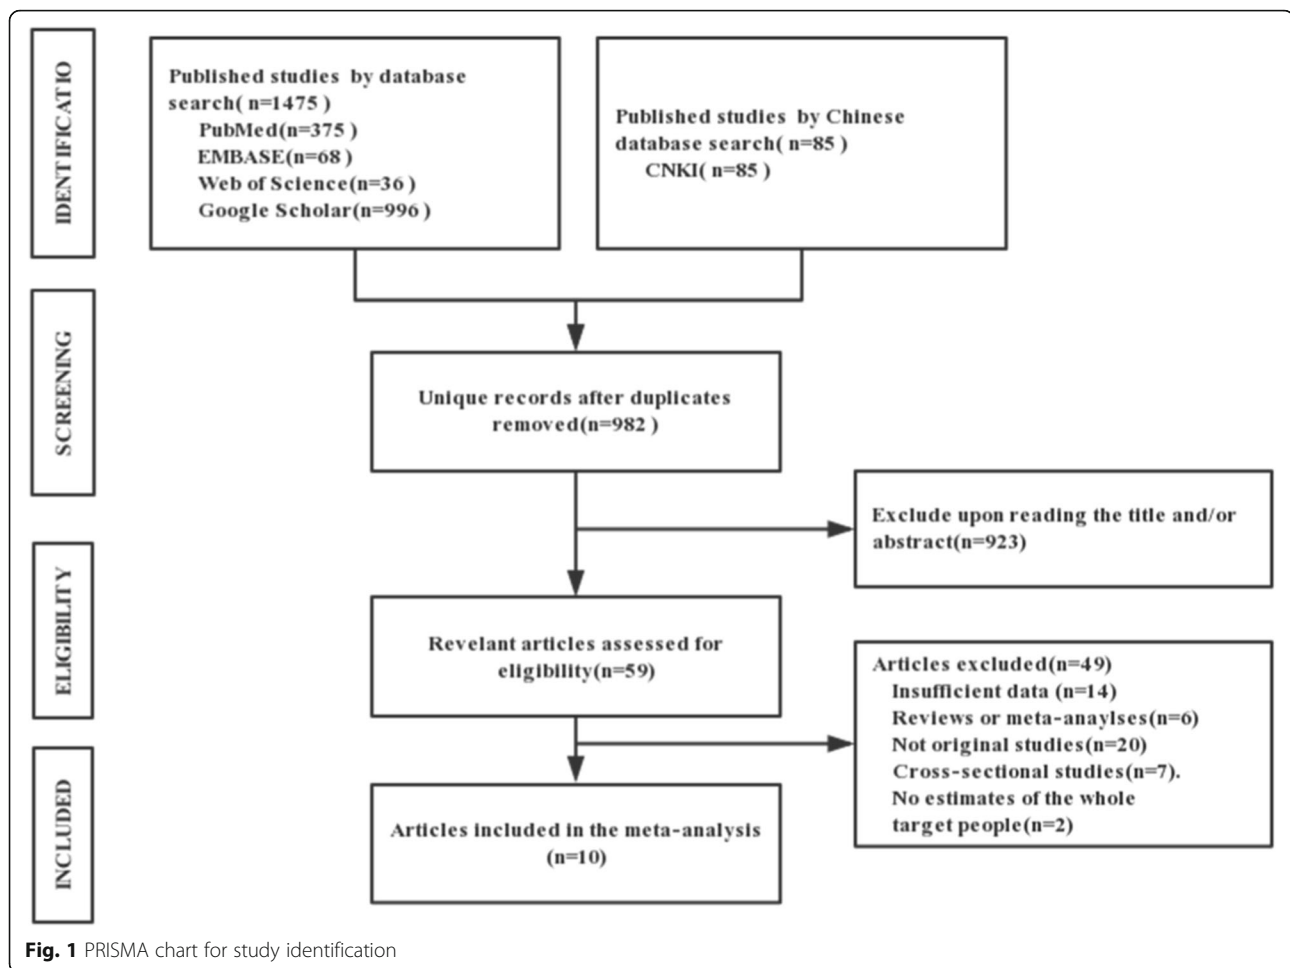 IDENTIFICATIO
Published studies by database
search( n=1475)
PubMed(n=375)
EMBASE(n=68)
Web of Science(n=36)
Google Scholar(n=996)
Published studies by Chinese
database search( n=85)
CNKI( n=85)
SCREENING
Unique records after duplicates
removed(n=982 )
Exclude upon reading the title and/or
abstract(n=923)
ELIGIBILITY
Revelant articles assessed for
eligibility(n=59)
Articles excluded(n=49)
Insufficient data (n=14)
Reviews or meta-anaylses(n=6)
Not original studies(n=20)
Cross-sectional studies(n=7).
No estimates of the whole
target people(n=2)
INCLUDED
Articles included in the meta-analysis
(n=10)
Fig. 1 PRISMA chart for study identification